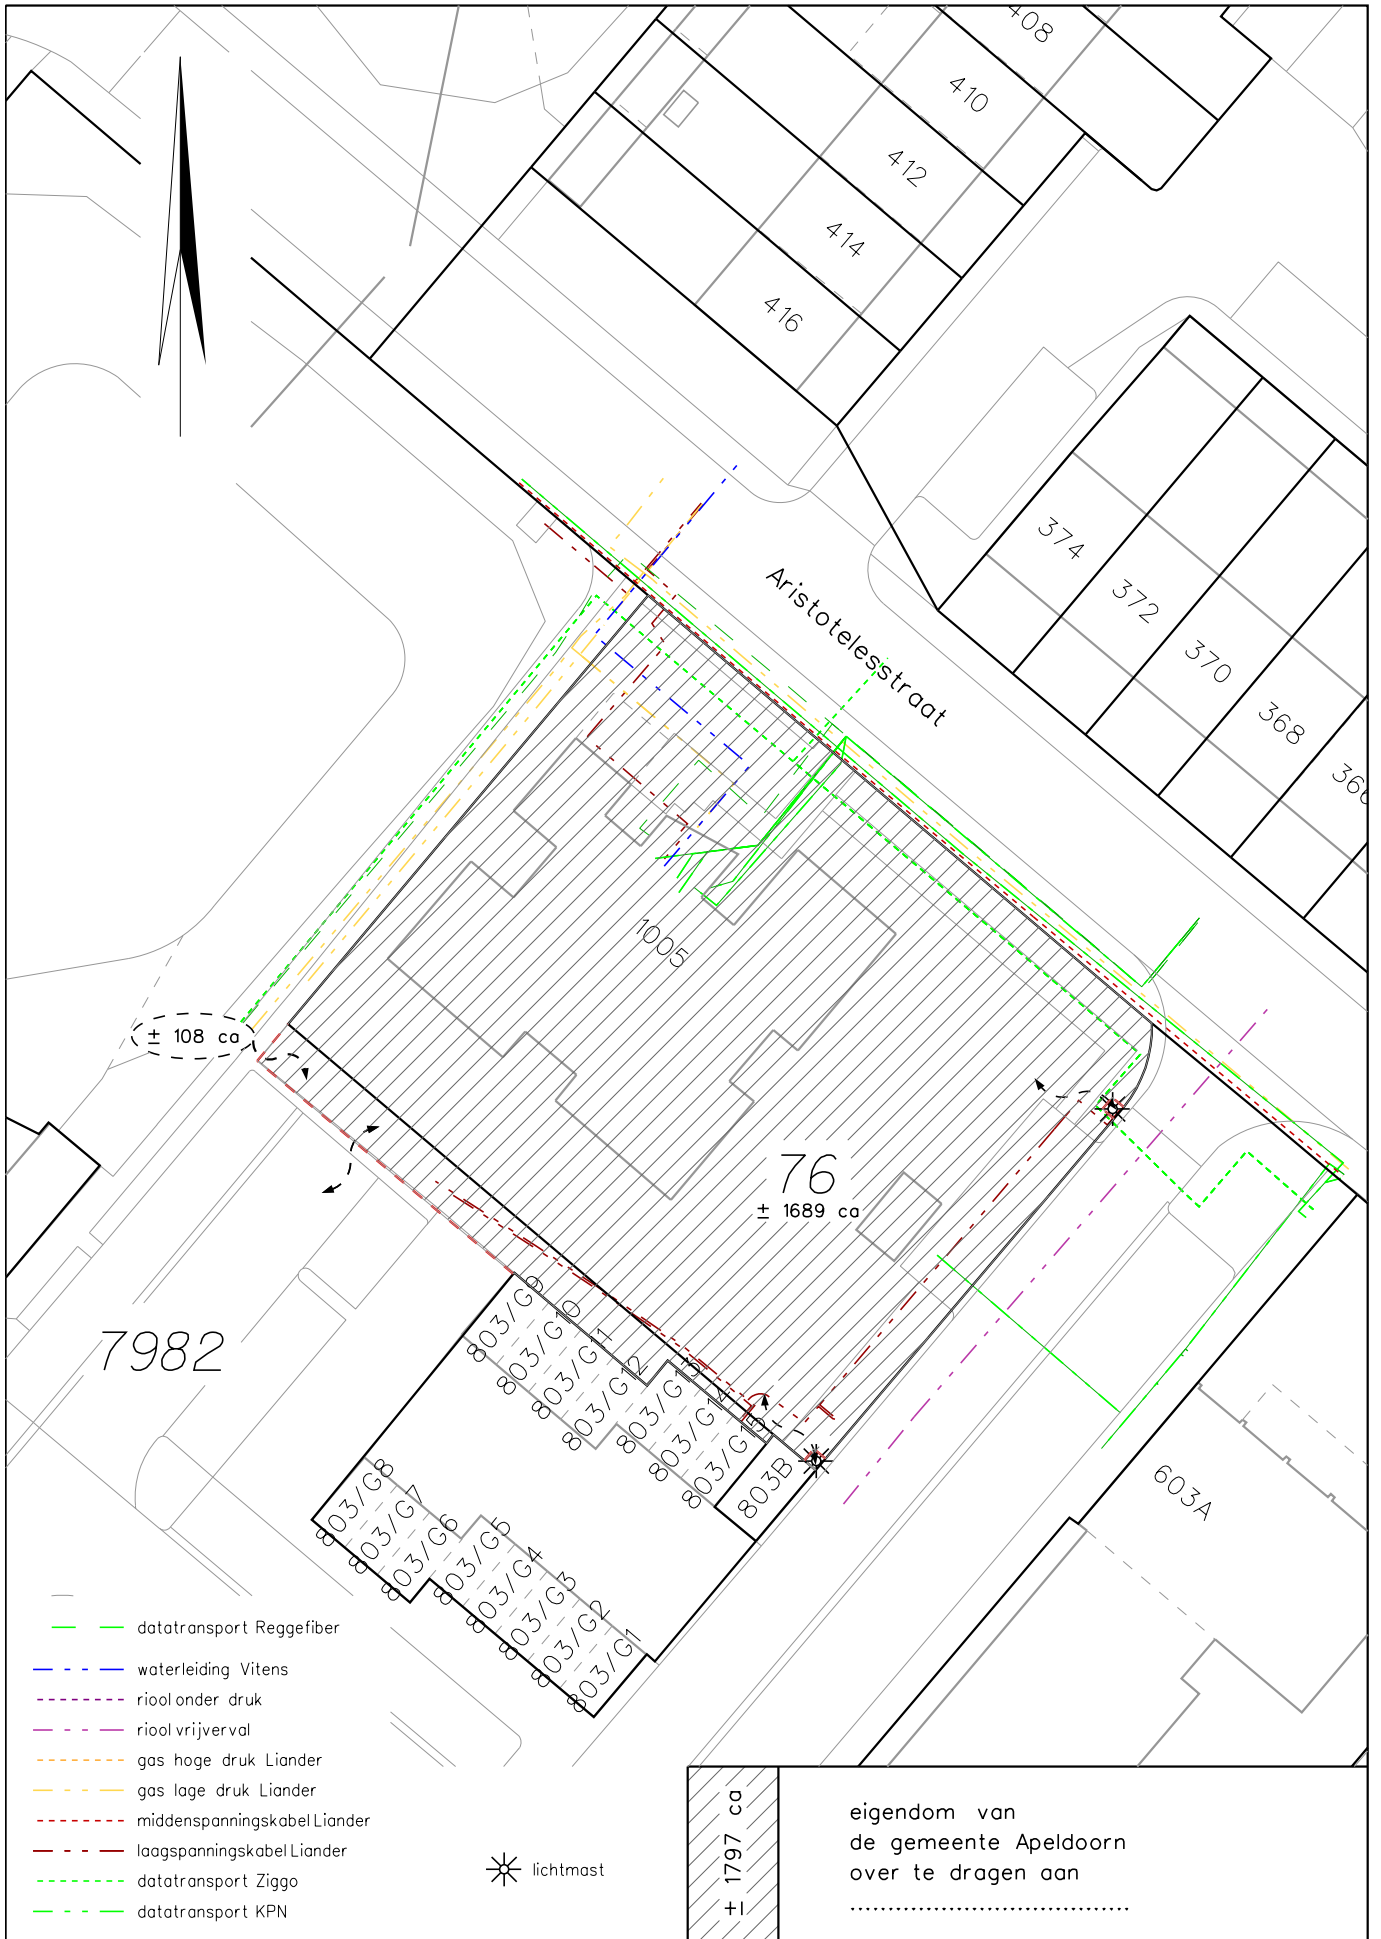 408
410
412
414
416
374
372
370
368
366
Aristotelesstraat
1005
± 108 ca
76
± 1689 ca
7982
803/G9
803/G10
803/G11
803/G12
803/G13
803/G14
803/G15
803B
803/G8
803/G7
803/G6
803/G5
803/G4
803/G3
803/G2
803/G1
603A
datatransport Reggefiber
waterleiding Vitens
riool onder druk
riool vrijverval
gas hoge druk Liander
gas lage druk Liander
middenspanningskabel Liander
laagspanningskabel Liander
datatransport Ziggo
datatransport KPN
lichtmast
± 1797 ca
eigendom van
de gemeente Apeldoorn
over te dragen aan
..............................